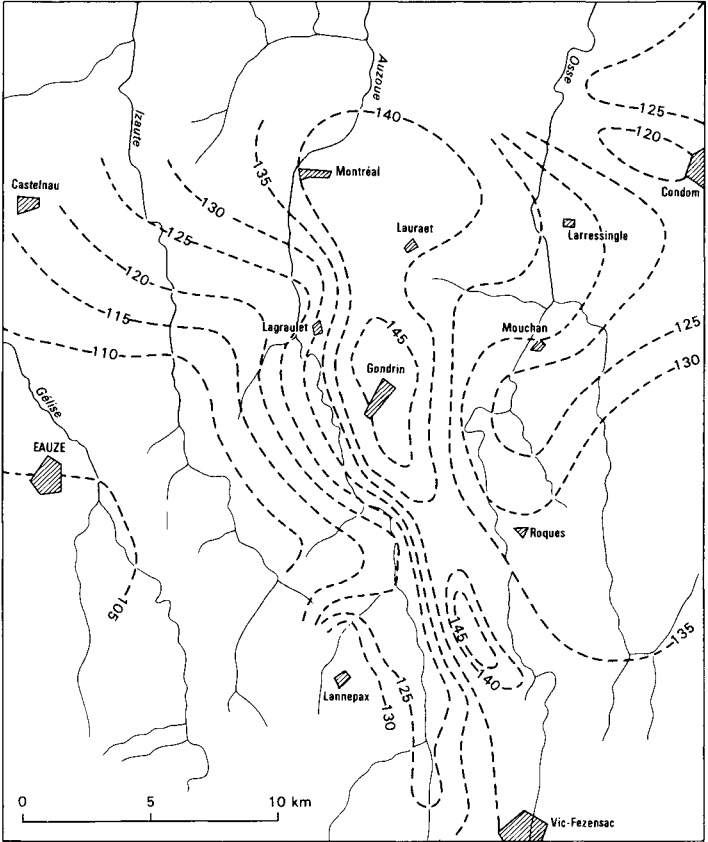 Izaute
Auzoue
Osse
140
125
120
Condom
135
Montréal
Castelnau
130
125
Lauraet
Larressingle
120
115
110
Lagraulet
145
Mouchan
125
130
Gondrin
Gélise
EAUZE
Roques
105
145
140
135
Lannepax
125
130
0 5 10 km
Vic-Fezensac